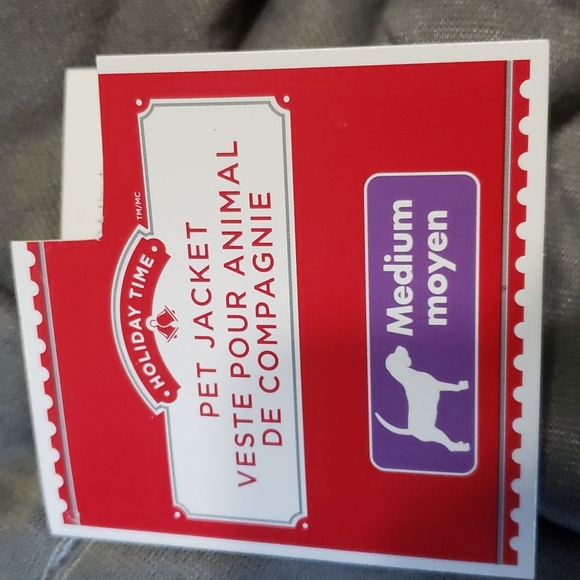 HOLIDAY TIME
TM/MC
PET JACKET
VESTE POUR ANIMAL
DE COMPAGNIE
Medium
moyen